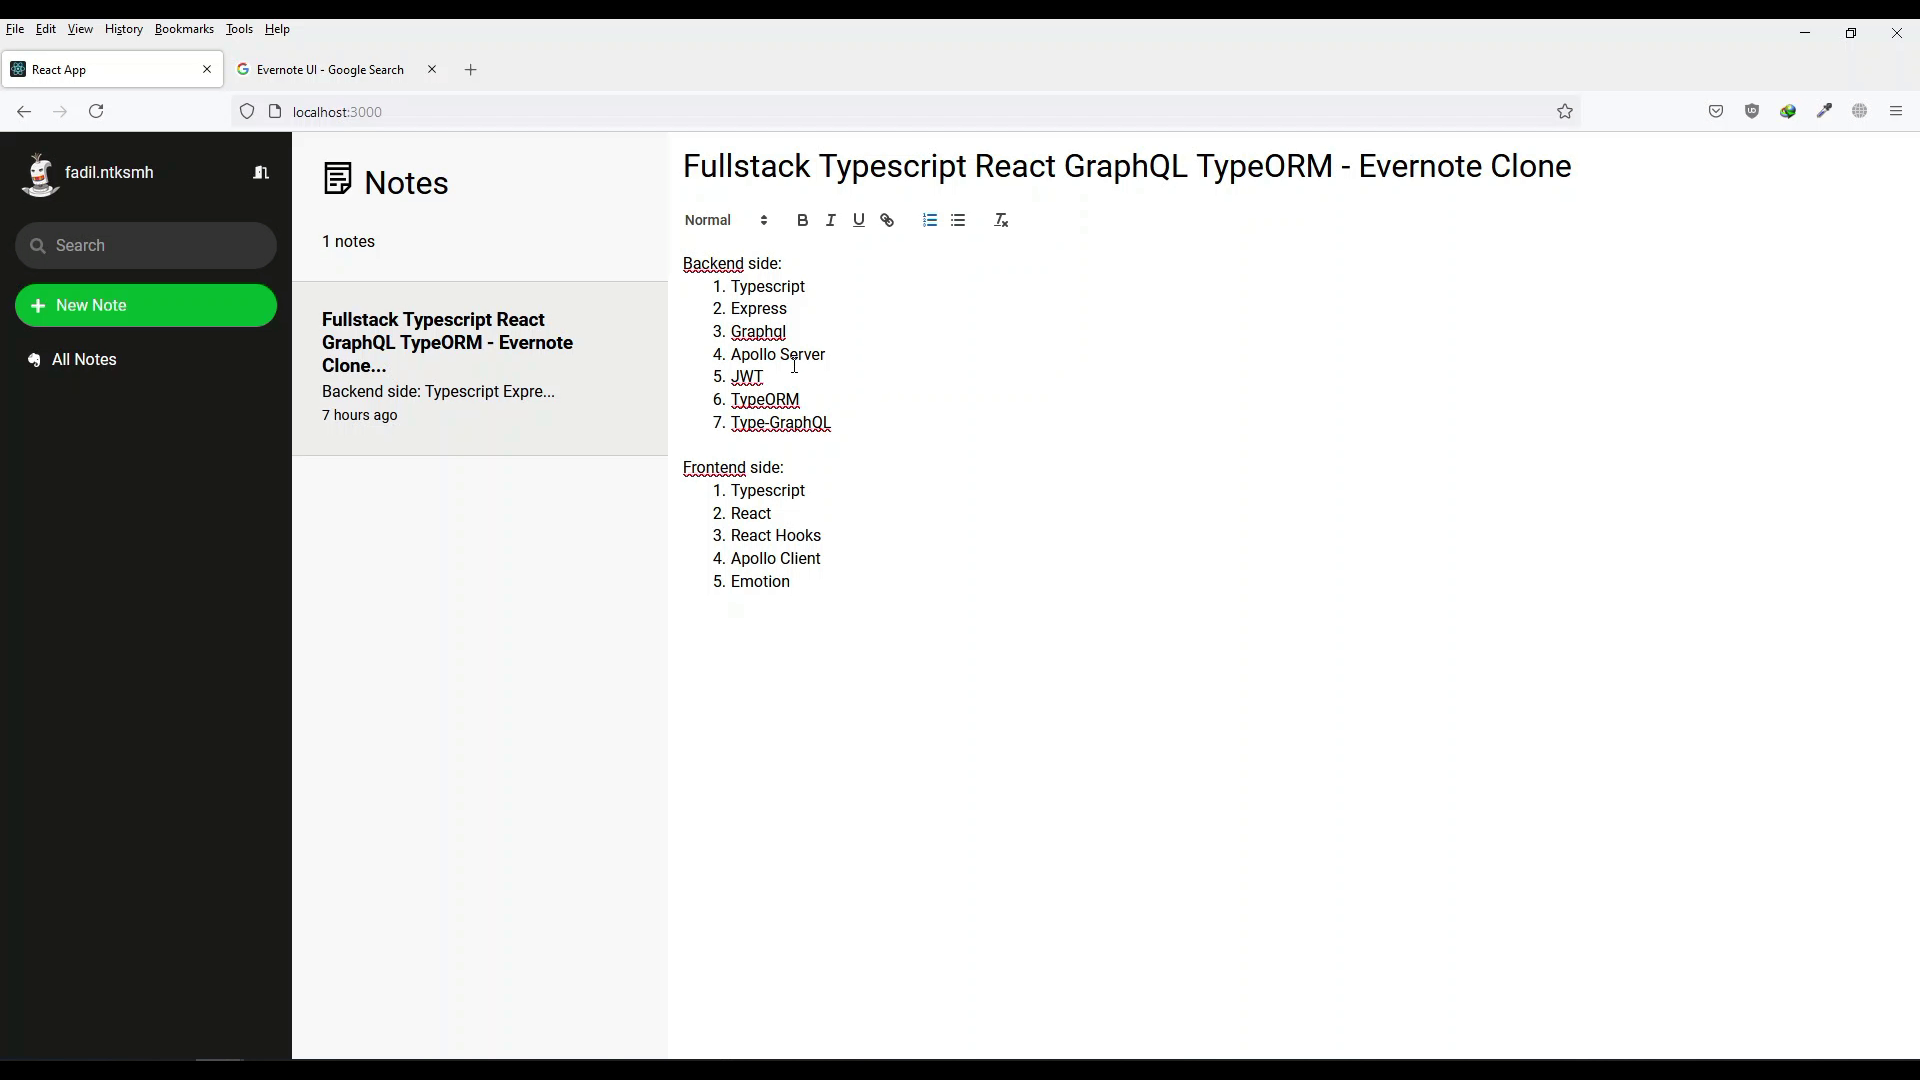 File Edit View History Bookmarks Tools Help
React App
Evernote UI - Google Search
localhost:3000
fadil.ntksmh
Search
New Note
All Notes
Notes
1 notes
Fullstack Typescript React
GraphQL TypeORM - Evernote
Clone...
Backend side: Typescript Expre...
7 hours ago
Fullstack Typescript React GraphQL TypeORM - Evernote Clone
Normal
Backend side:
1. Typescript
2. Express
3. Graphql
4. Apollo Server
5. JWT
6. TypeORM
7. Type-GraphQL
Frontend side:
1. Typescript
2. React
3. React Hooks
4. Apollo Client
5. Emotion